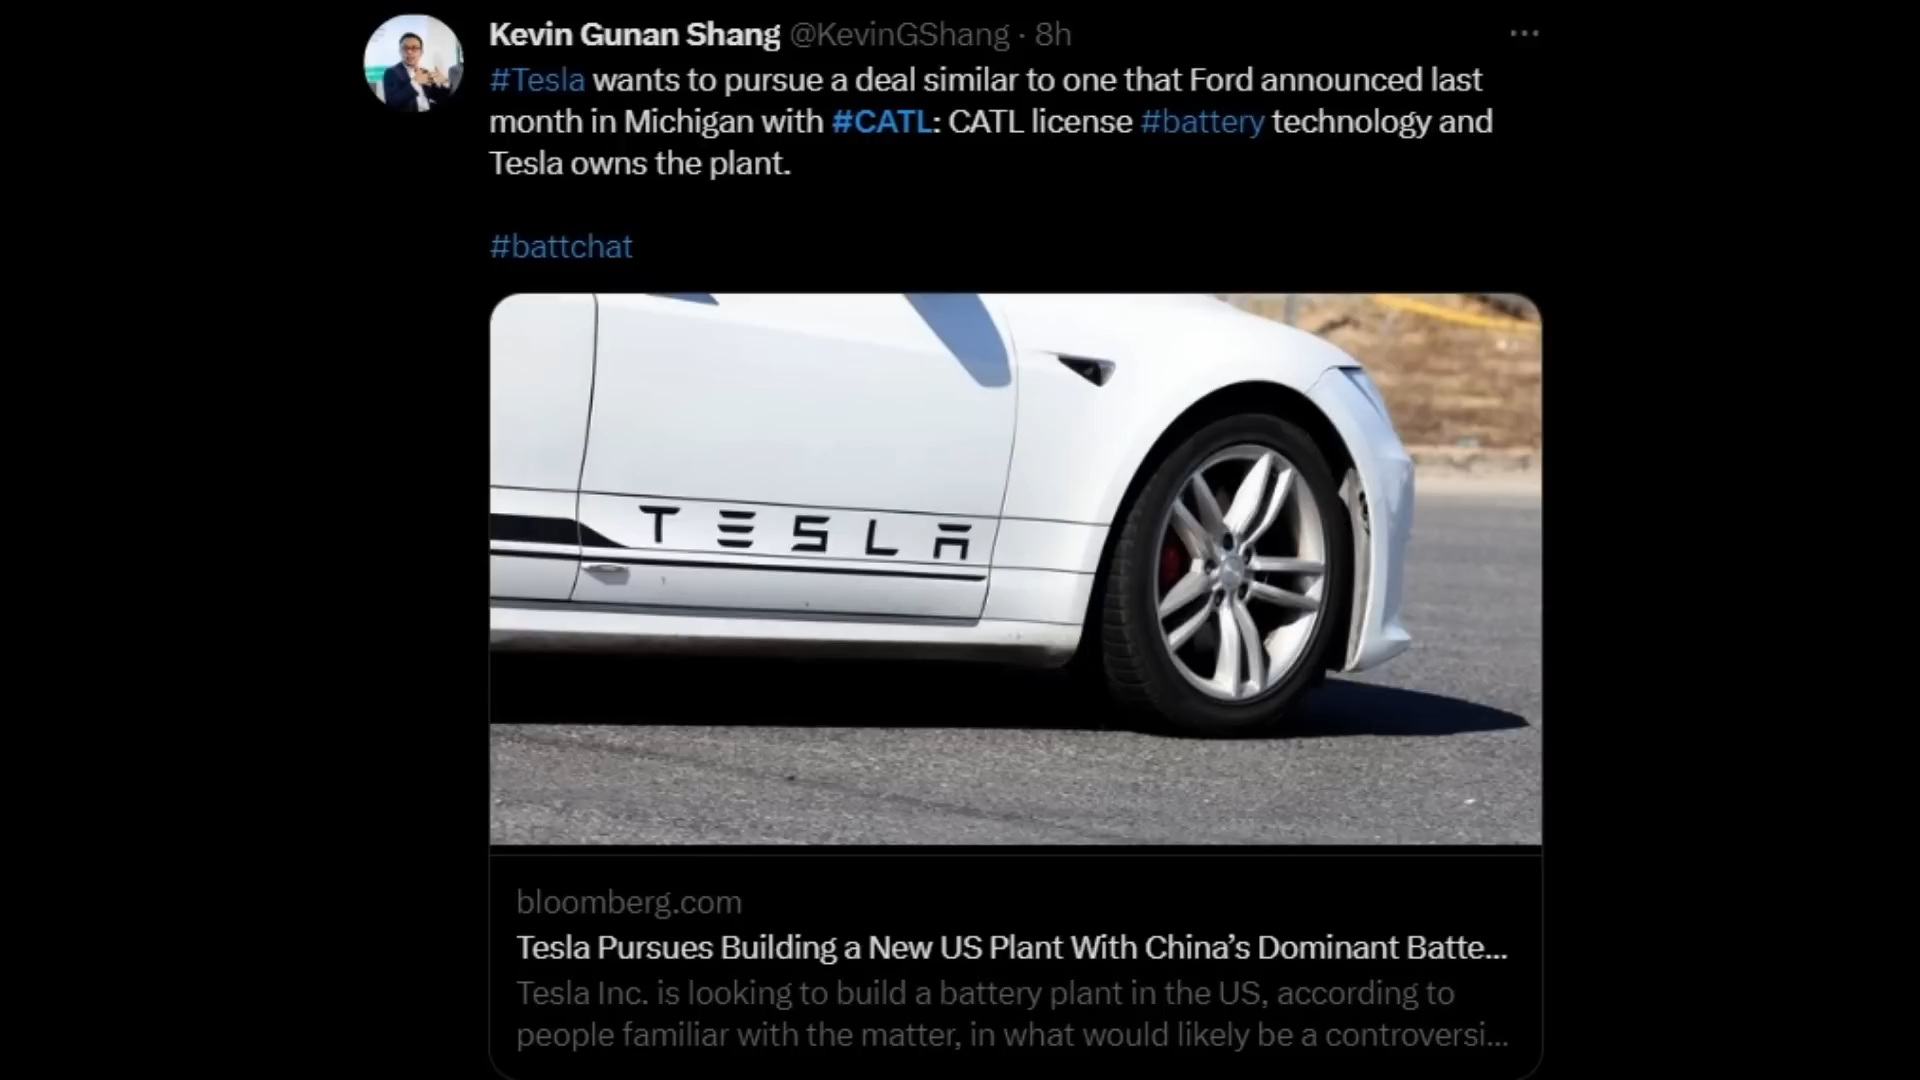 Kevin Gunan Shang @KevinGShang · 8h
#Tesla wants to pursue a deal similar to one that Ford announced last
month in Michigan with #CATL: CATL license #battery technology and
Tesla owns the plant.
#battchat
TESLA
bloomberg.com
Tesla Pursues Building a New US Plant With China’s Dominant Batte...
Tesla Inc. is looking to build a battery plant in the US, according to
people familiar with the matter, in what would likely be a controversi...